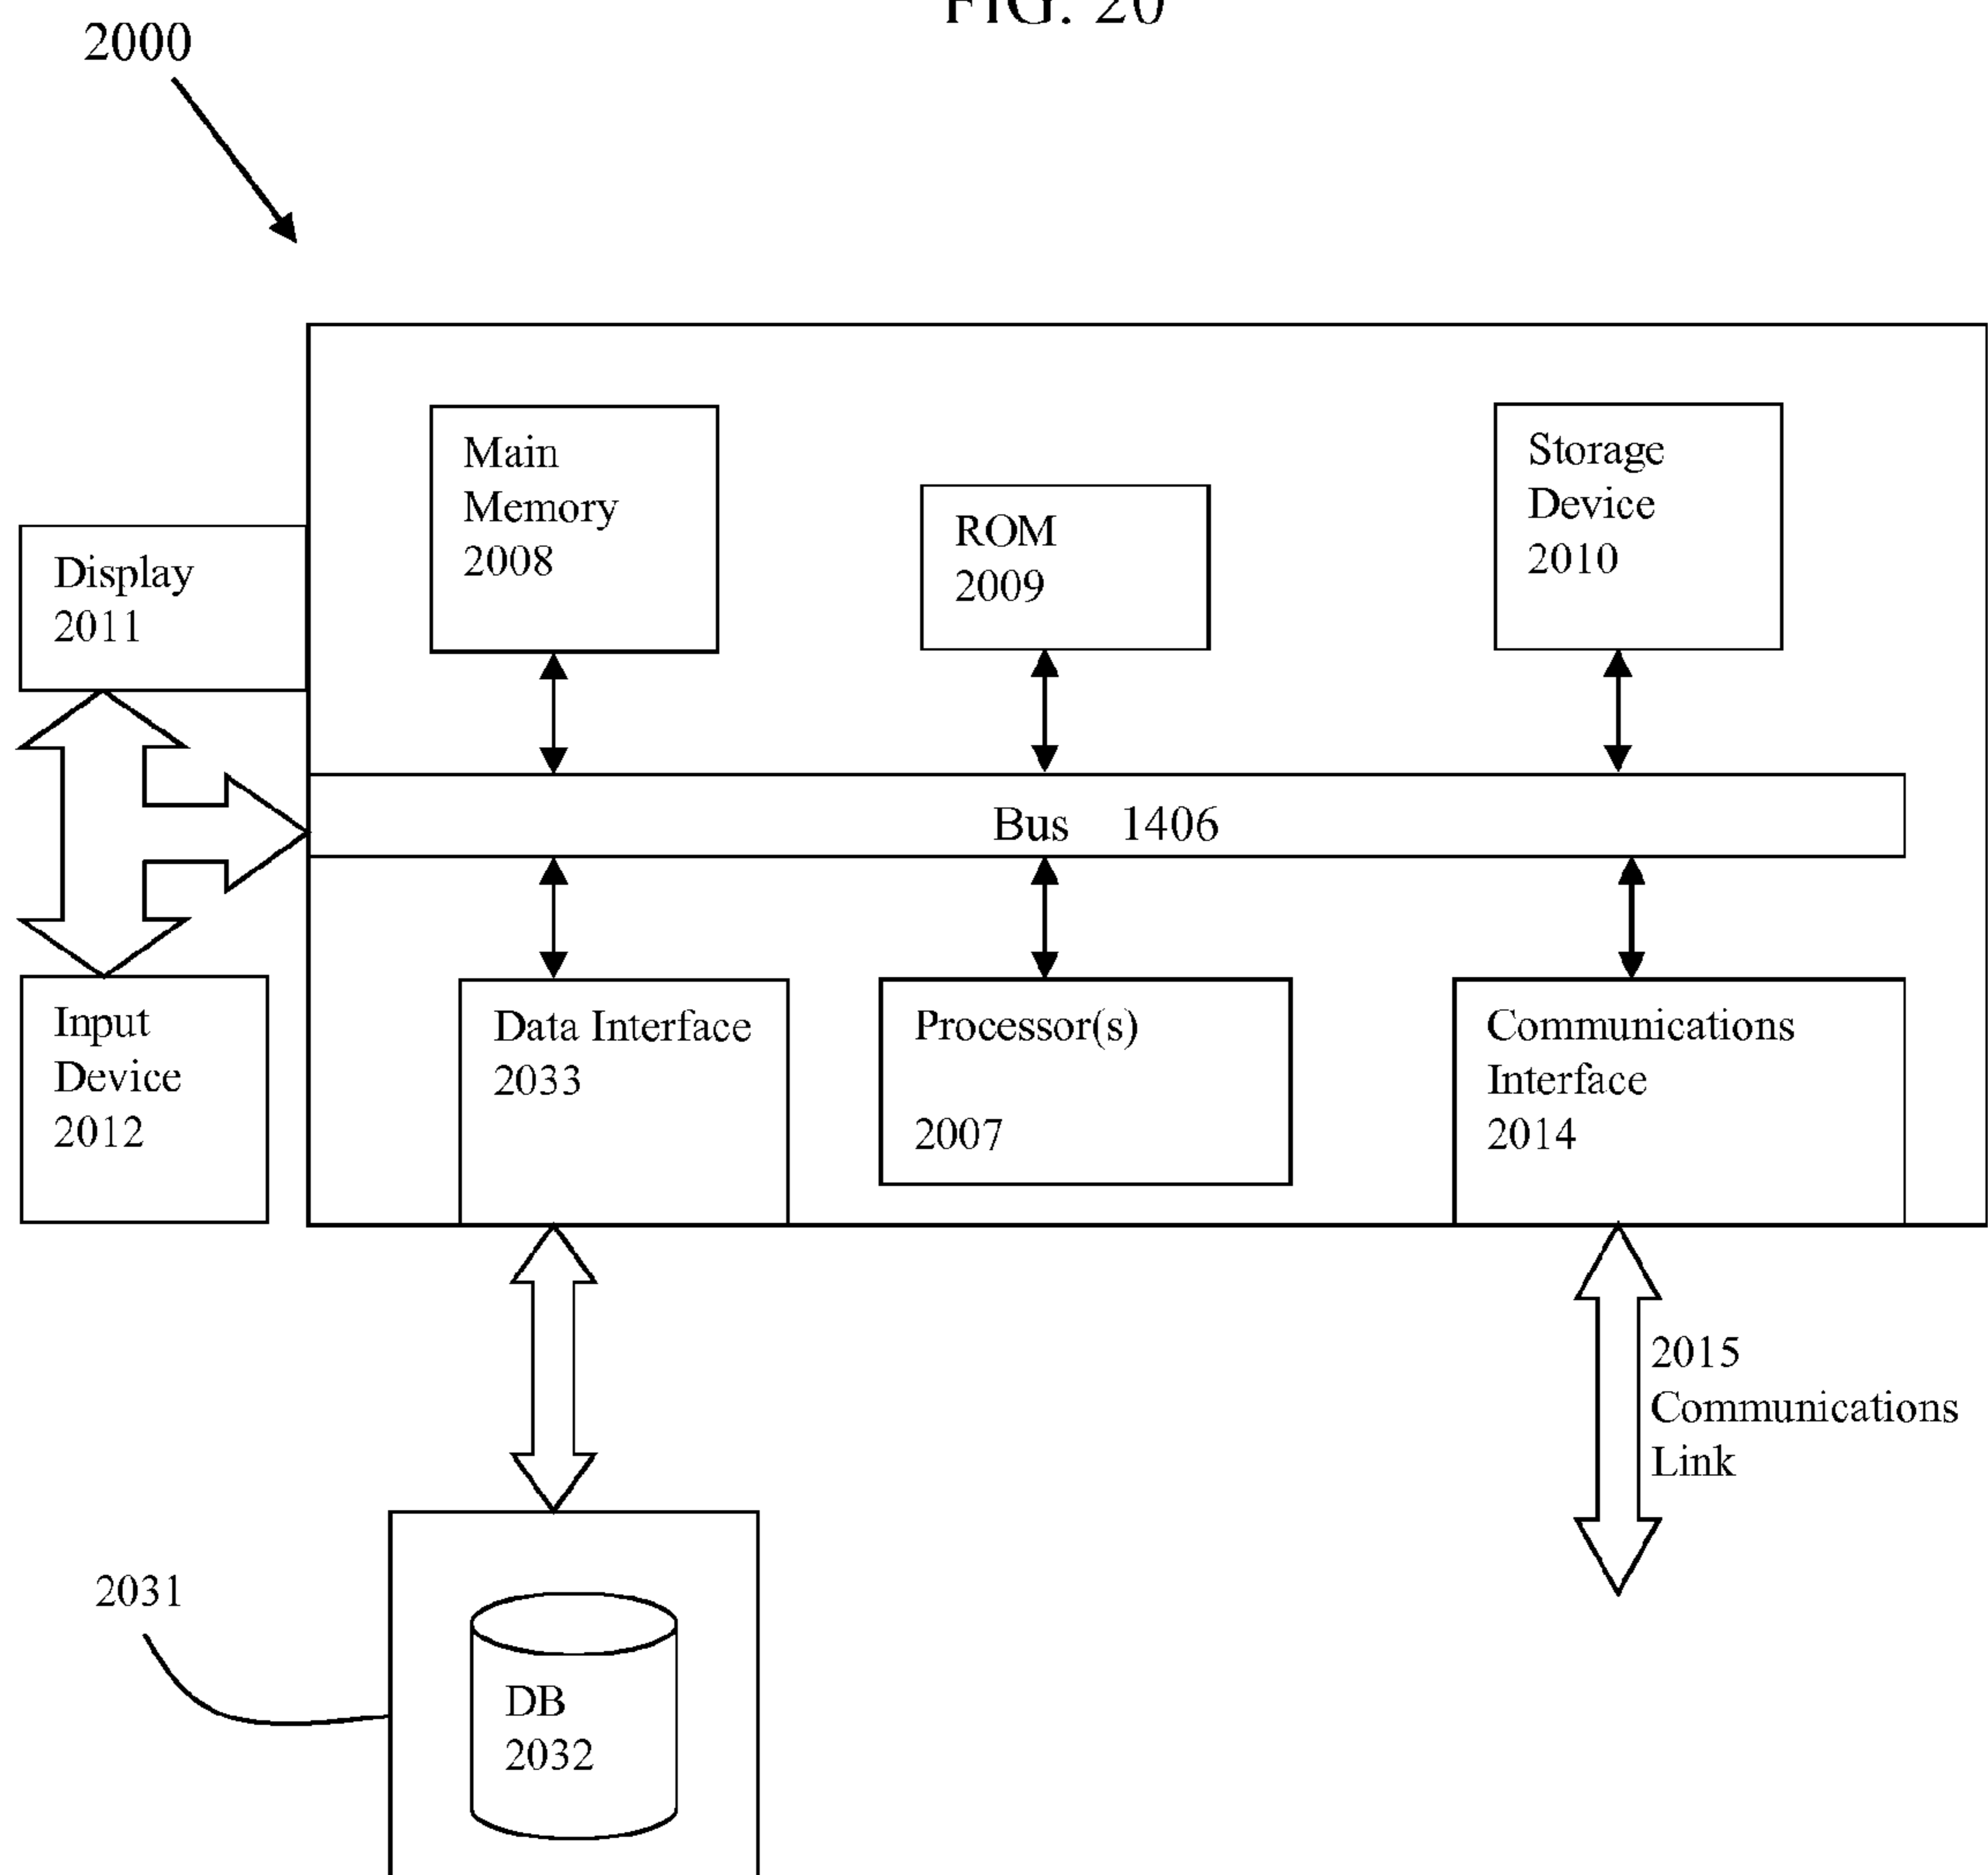 FIG. 20
2000
Main
Memory
2008
ROM
2009
Storage
Device
2010
Display
2011
Bus 1406
Input
Device
2012
Data Interface
2033
Processor(s)
2007
Communications
Interface
2014
2015
Communications
Link
2031
DB
2032